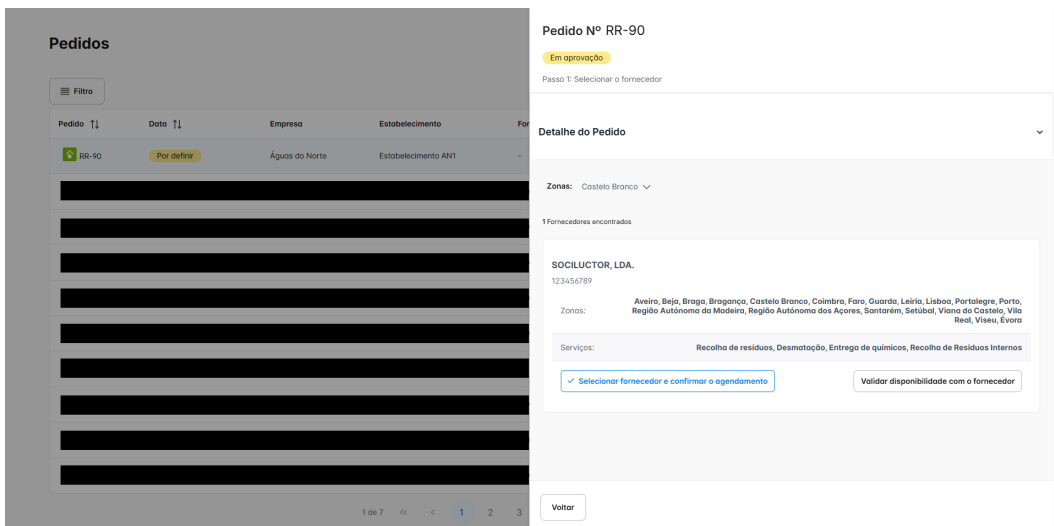 Pedidos
Filtro
Pedido Data Empresa Estabelecimento For
RR-90 Por definir Águas do Norte Estabelecimento AN1 -
1 de 7 << < 1 2 3
Pedido Nº RR-90
Em aprovação
Passo 1: Selecionar o fornecedor
Detalhe do Pedido
Zonas: Castelo Branco
1 Fornecedores encontrados
SOCILUCTOR, LDA.
123456789
Zonas:
Aveiro, Beja, Braga, Bragança, Castelo Branco, Coimbra, Faro, Guarda, Leiria, Lisboa, Portalegre, Porto,
Região Autónoma da Madeira, Região Autónoma dos Açores, Santarém, Setúbal, Viana do Castelo, Vila
Real, Viseu, Évora
Serviços: Recolha de resíduos, Desmatação, Entrega de químicos, Recolha de Residuos Internos
Selecionar fornecedor e confirmar o agendamento Validar disponibilidade com o fornecedor
Voltar